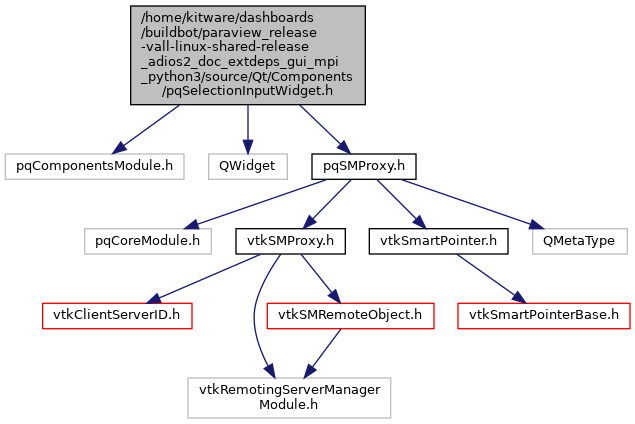 /home/kitware/dashboards
/buildbot/paraview_release
-vall-linux-shared-release
_adios2_doc_extdeps_gui_mpi
_python3/source/Qt/Components
/pqSelectionInputWidget.h
pqComponentsModule.h
QWidget
pqSMProxy.h
pqCoreModule.h
vtkSMProxy.h
vtkSmartPointer.h
QMetaType
vtkClientServerID.h
vtkSMRemoteObject.h
vtkSmartPointerBase.h
vtkRemotingServerManager
Module.h